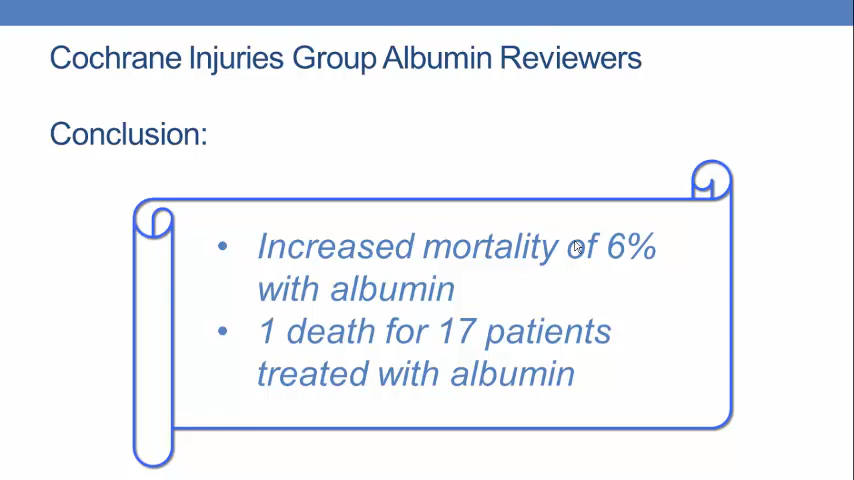 Cochrane Injuries Group Albumin Reviewers
Conclusion:
• Increased mortality of 6%
with albumin
• 1 death for 17 patients
treated with albumin